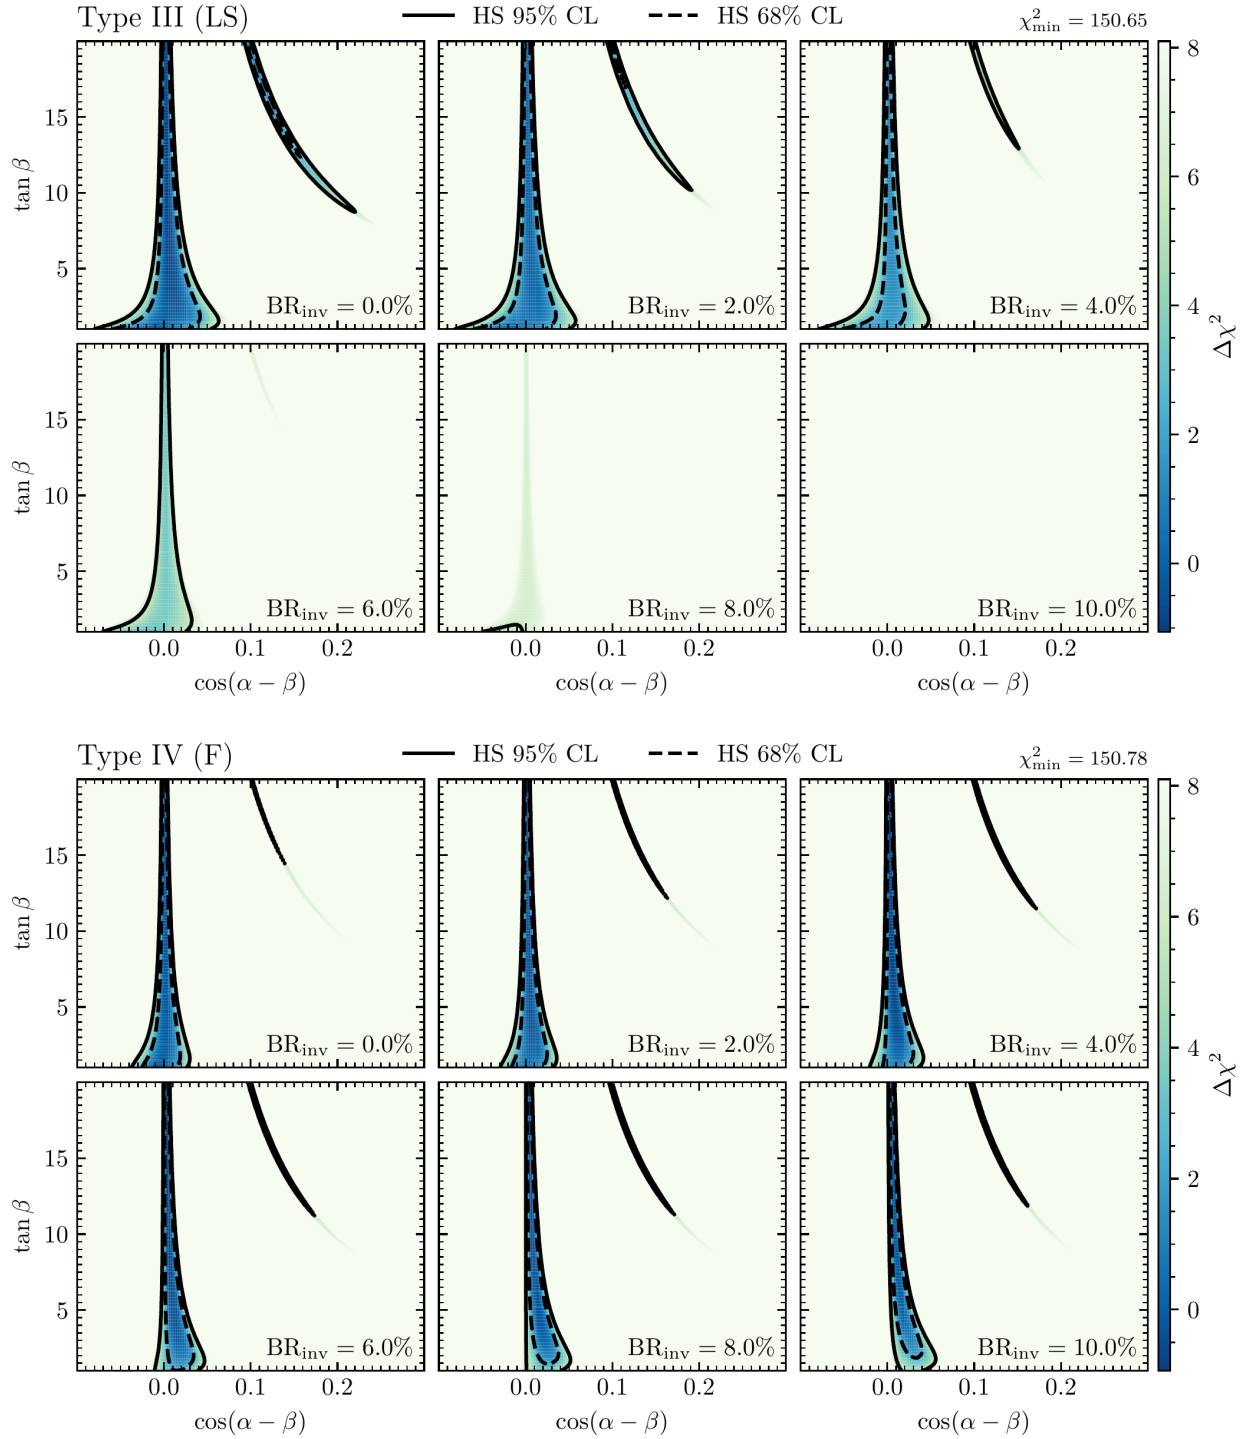 Type III (LS) HS 95% CL HS 68% CL χ²min = 150.65
tan β
15
10
5
BRinv = 0.0%
BRinv = 2.0%
BRinv = 4.0%
tan β
15
10
5
BRinv = 6.0%
BRinv = 8.0%
BRinv = 10.0%
0.0 0.1 0.2
0.0 0.1 0.2
0.0 0.1 0.2
cos(α − β)
cos(α − β)
cos(α − β)
8
6
4
2
0
Δχ²
Type IV (F) HS 95% CL HS 68% CL χ²min = 150.78
tan β
15
10
5
BRinv = 0.0%
BRinv = 2.0%
BRinv = 4.0%
tan β
15
10
5
BRinv = 6.0%
BRinv = 8.0%
BRinv = 10.0%
0.0 0.1 0.2
0.0 0.1 0.2
0.0 0.1 0.2
cos(α − β)
cos(α − β)
cos(α − β)
8
6
4
2
0
Δχ²